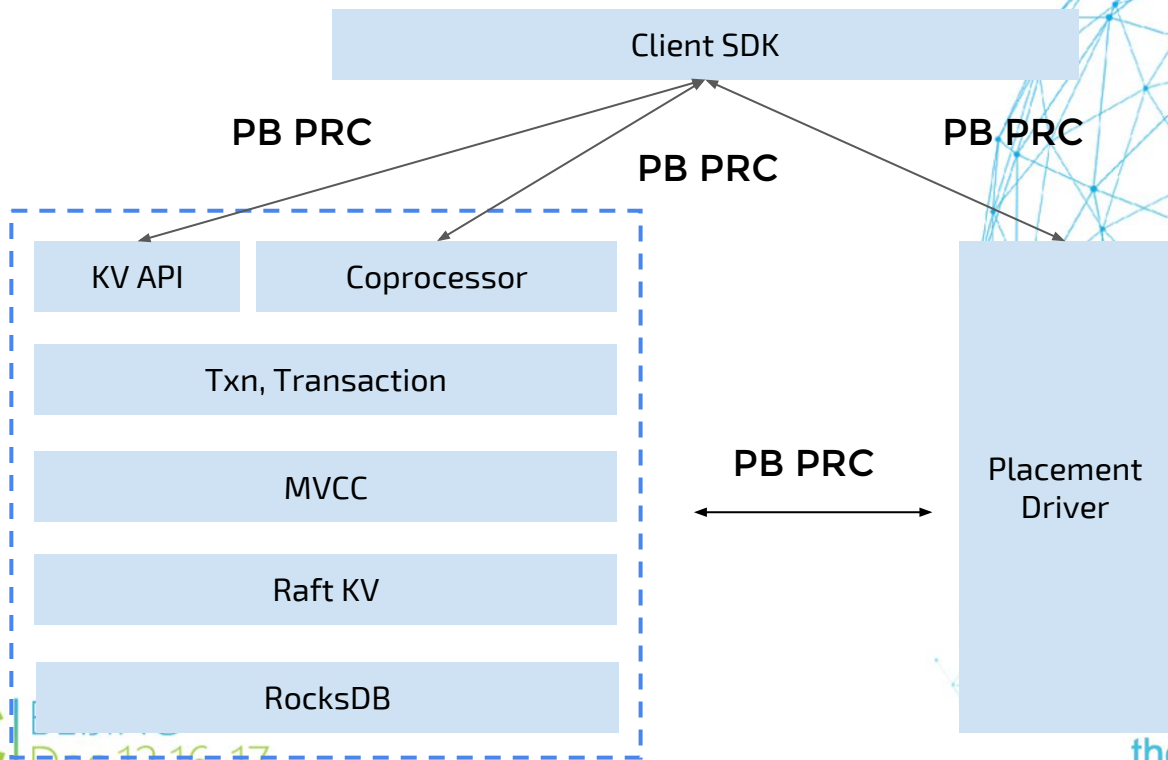 Client SDK
PB PRC
PB PRC
PB PRC
KV API
Coprocessor
Txn, Transaction
MVCC
PB PRC
Placement
Driver
Raft KV
RocksDB
the